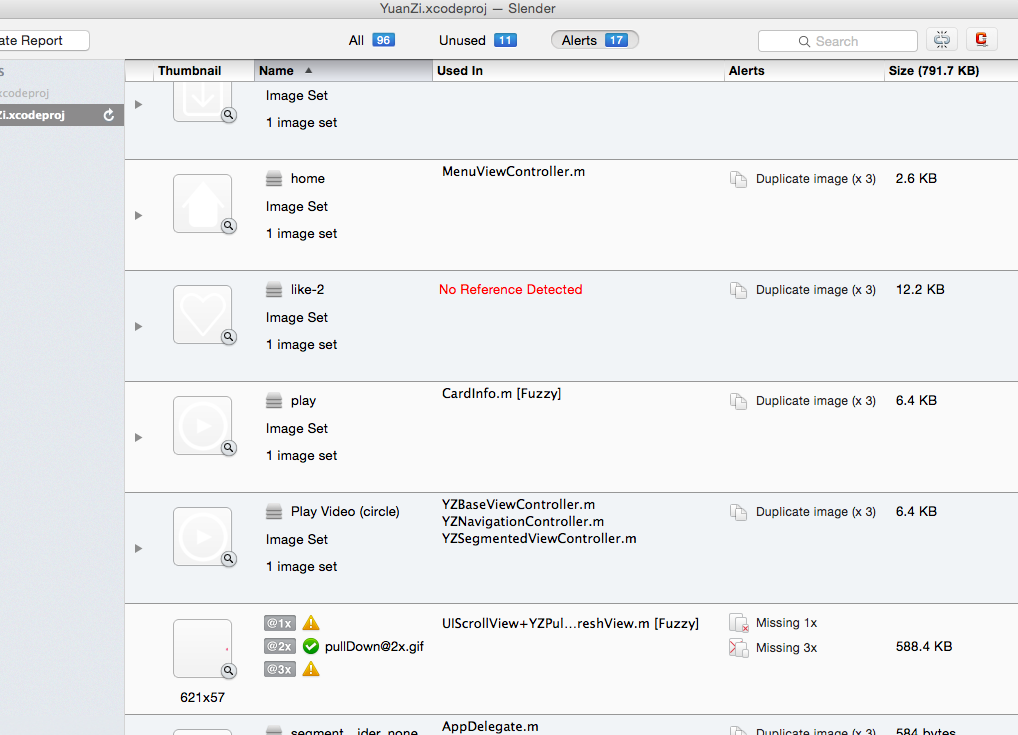 YuanZi.xcodeproj — Slender
ate Report
All 96
Unused 11
Alerts 17
Search
S
xcodeproj
Zi.xcodeproj
Thumbnail
Name
Used In
Alerts
Size (791.7 KB)
Image Set
1 image set
home
MenuViewController.m
Duplicate image (x 3)
2.6 KB
Image Set
1 image set
like-2
No Reference Detected
Duplicate image (x 3)
12.2 KB
Image Set
1 image set
play
CardInfo.m [Fuzzy]
Duplicate image (x 3)
6.4 KB
Image Set
1 image set
Play Video (circle)
YZBaseViewController.m
YZNavigationController.m
YZSegmentedViewController.m
Duplicate image (x 3)
6.4 KB
Image Set
1 image set
@1x
@2x pullDown@2x.gif
@3x
UIScrollView+YZPul...reshView.m [Fuzzy]
Missing 1x
Missing 3x
588.4 KB
621x57
segment...ider_none
AppDelegate.m
Duplicate image (x 3)
584 bytes